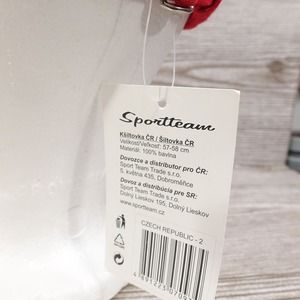 Sportteam
Kšiltovka ČR / Šiltovka ČR
Velikost/Veľkosť: 57-58 cm
Materiál: 100% bavlna
Dovozce a distributor pro ČR:
Sport Team Trade s.r.o.
5. května 435, Dobroměřice
Dovoz a distribúcia pre SR:
Sport Team Trade s.r.o.
Dolný Lieskov 195, Dolný Lieskov
www.sportteam.cz
CZECH REPUBLIC - 2